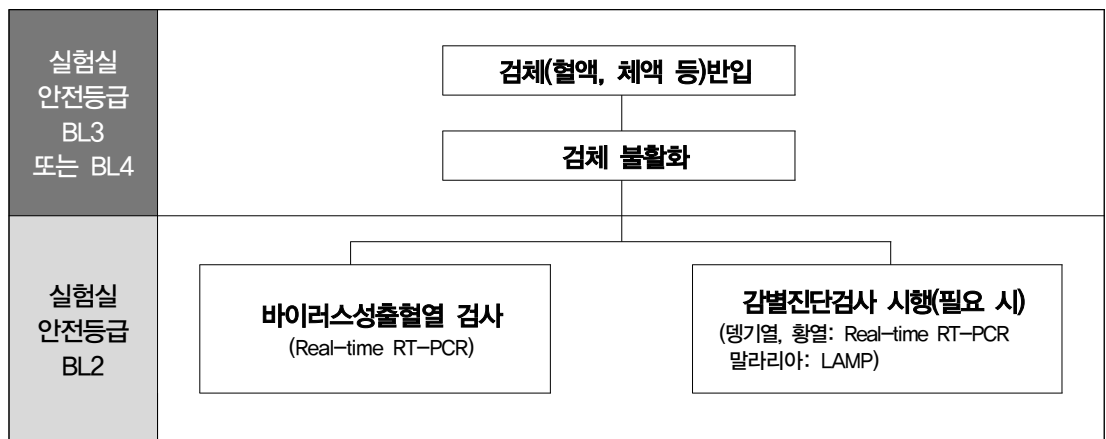 실험실
안전등급
BL3
또는 BL4
검체(혈액, 체액 등)반입
검체 불활화
실험실
안전등급
BL2
바이러스성출혈열 검사
(Real-time RT-PCR)
감별진단검사 시행(필요 시)
(뎅기열, 황열: Real-time RT-PCR
말라리아: LAMP)